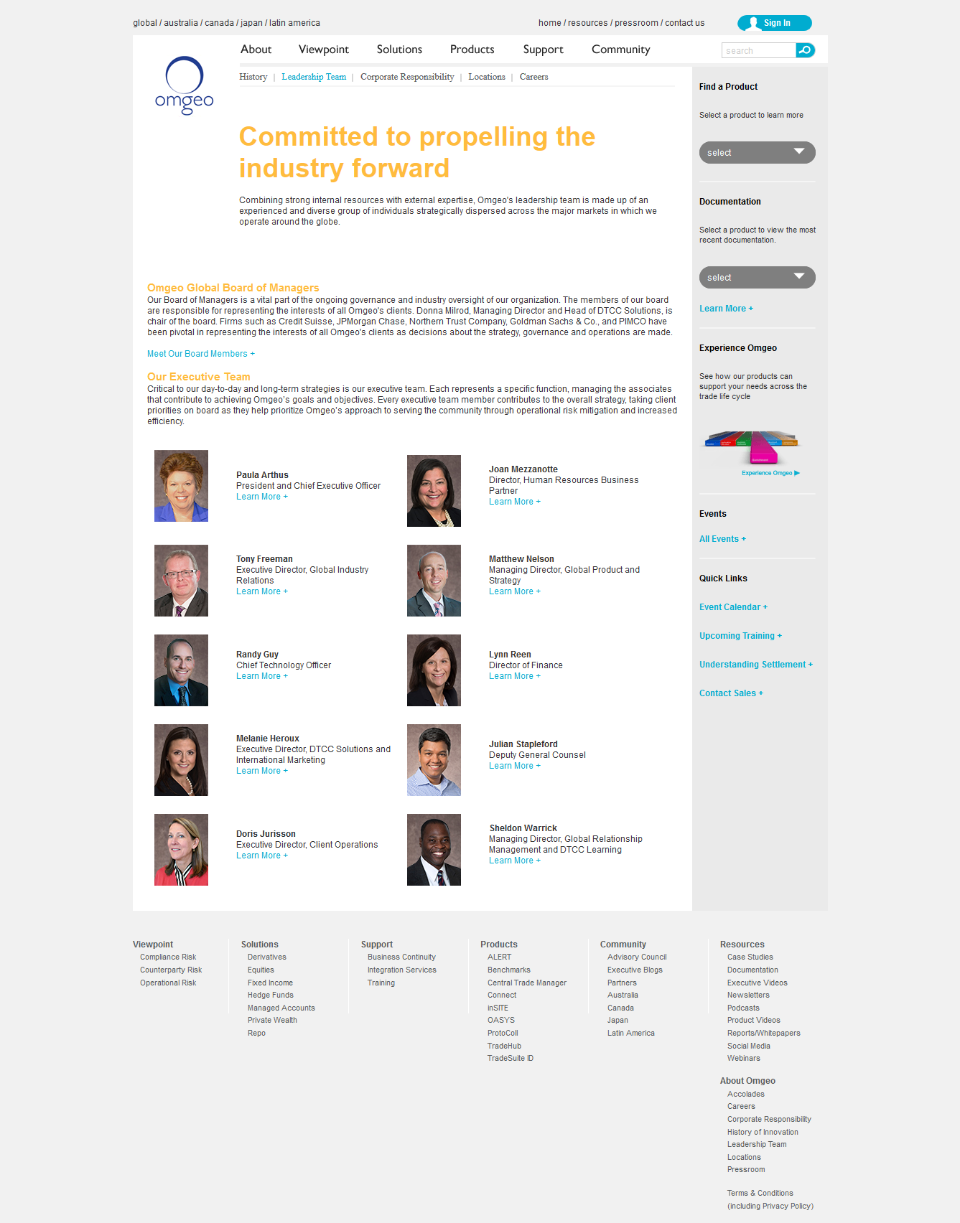 global / australia / canada / japan / latin america
home / resources / pressroom / contact us
Sign In
omgeo
About
Viewpoint
Solutions
Products
Support
Community
search
History | Leadership Team | Corporate Responsibility | Locations | Careers
Committed to propelling the
industry forward
Combining strong internal resources with external expertise, Omgeo's leadership team is made up of an
experienced and diverse group of individuals strategically dispersed across the major markets in which we
operate around the globe.
Omgeo Global Board of Managers
Our Board of Managers is a vital part of the ongoing governance and industry oversight of our organization. The members of our board
are responsible for representing the interests of all Omgeo's clients. Donna Milrod, Managing Director and Head of DTCC Solutions, is
chair of the board. Firms such as Credit Suisse, JPMorgan Chase, Northern Trust Company, Goldman Sachs & Co., and PIMCO have
been pivotal in representing the interests of all Omgeo's clients as decisions about the strategy, governance and operations are made.
Meet Our Board Members +
Our Executive Team
Critical to our day-to-day and long-term strategies is our executive team. Each represents a specific function, managing the associates
that contribute to achieving Omgeo's goals and objectives. Every executive team member contributes to the overall strategy, taking client
priorities on board as they help prioritize Omgeo's approach to serving the community through operational risk mitigation and increased
efficiency.
Paula Arthus
President and Chief Executive Officer
Learn More +
Joan Mezzanotte
Director, Human Resources Business
Partner
Learn More +
Tony Freeman
Executive Director, Global Industry
Relations
Learn More +
Matthew Nelson
Managing Director, Global Product and
Strategy
Learn More +
Randy Guy
Chief Technology Officer
Learn More +
Lynn Reen
Director of Finance
Learn More +
Melanie Heroux
Executive Director, DTCC Solutions and
International Marketing
Learn More +
Julian Stapleford
Deputy General Counsel
Learn More +
Doris Jurisson
Executive Director, Client Operations
Learn More +
Sheldon Warrick
Managing Director, Global Relationship
Management and DTCC Learning
Learn More +
Find a Product
Select a product to learn more
select
Documentation
Select a product to view the most
recent documentation.
select
Learn More +
Experience Omgeo
See how our products can
support your needs across the
trade life cycle
Experience Omgeo
Events
All Events +
Quick Links
Event Calendar +
Upcoming Training +
Understanding Settlement +
Contact Sales +
Viewpoint
Compliance Risk
Counterparty Risk
Operational Risk
Solutions
Derivatives
Equities
Fixed Income
Hedge Funds
Managed Accounts
Private Wealth
Repo
Support
Business Continuity
Integration Services
Training
Products
ALERT
Benchmarks
Central Trade Manager
Connect
inSITE
OASYS
ProtoColl
TradeHub
TradeSuite ID
Community
Advisory Council
Executive Blogs
Partners
Australia
Canada
Japan
Latin America
Resources
Case Studies
Documentation
Executive Videos
Newsletters
Podcasts
Product Videos
Reports/Whitepapers
Social Media
Webinars
About Omgeo
Accolades
Careers
Corporate Responsibility
History of Innovation
Leadership Team
Locations
Pressroom
Terms & Conditions
(including Privacy Policy)